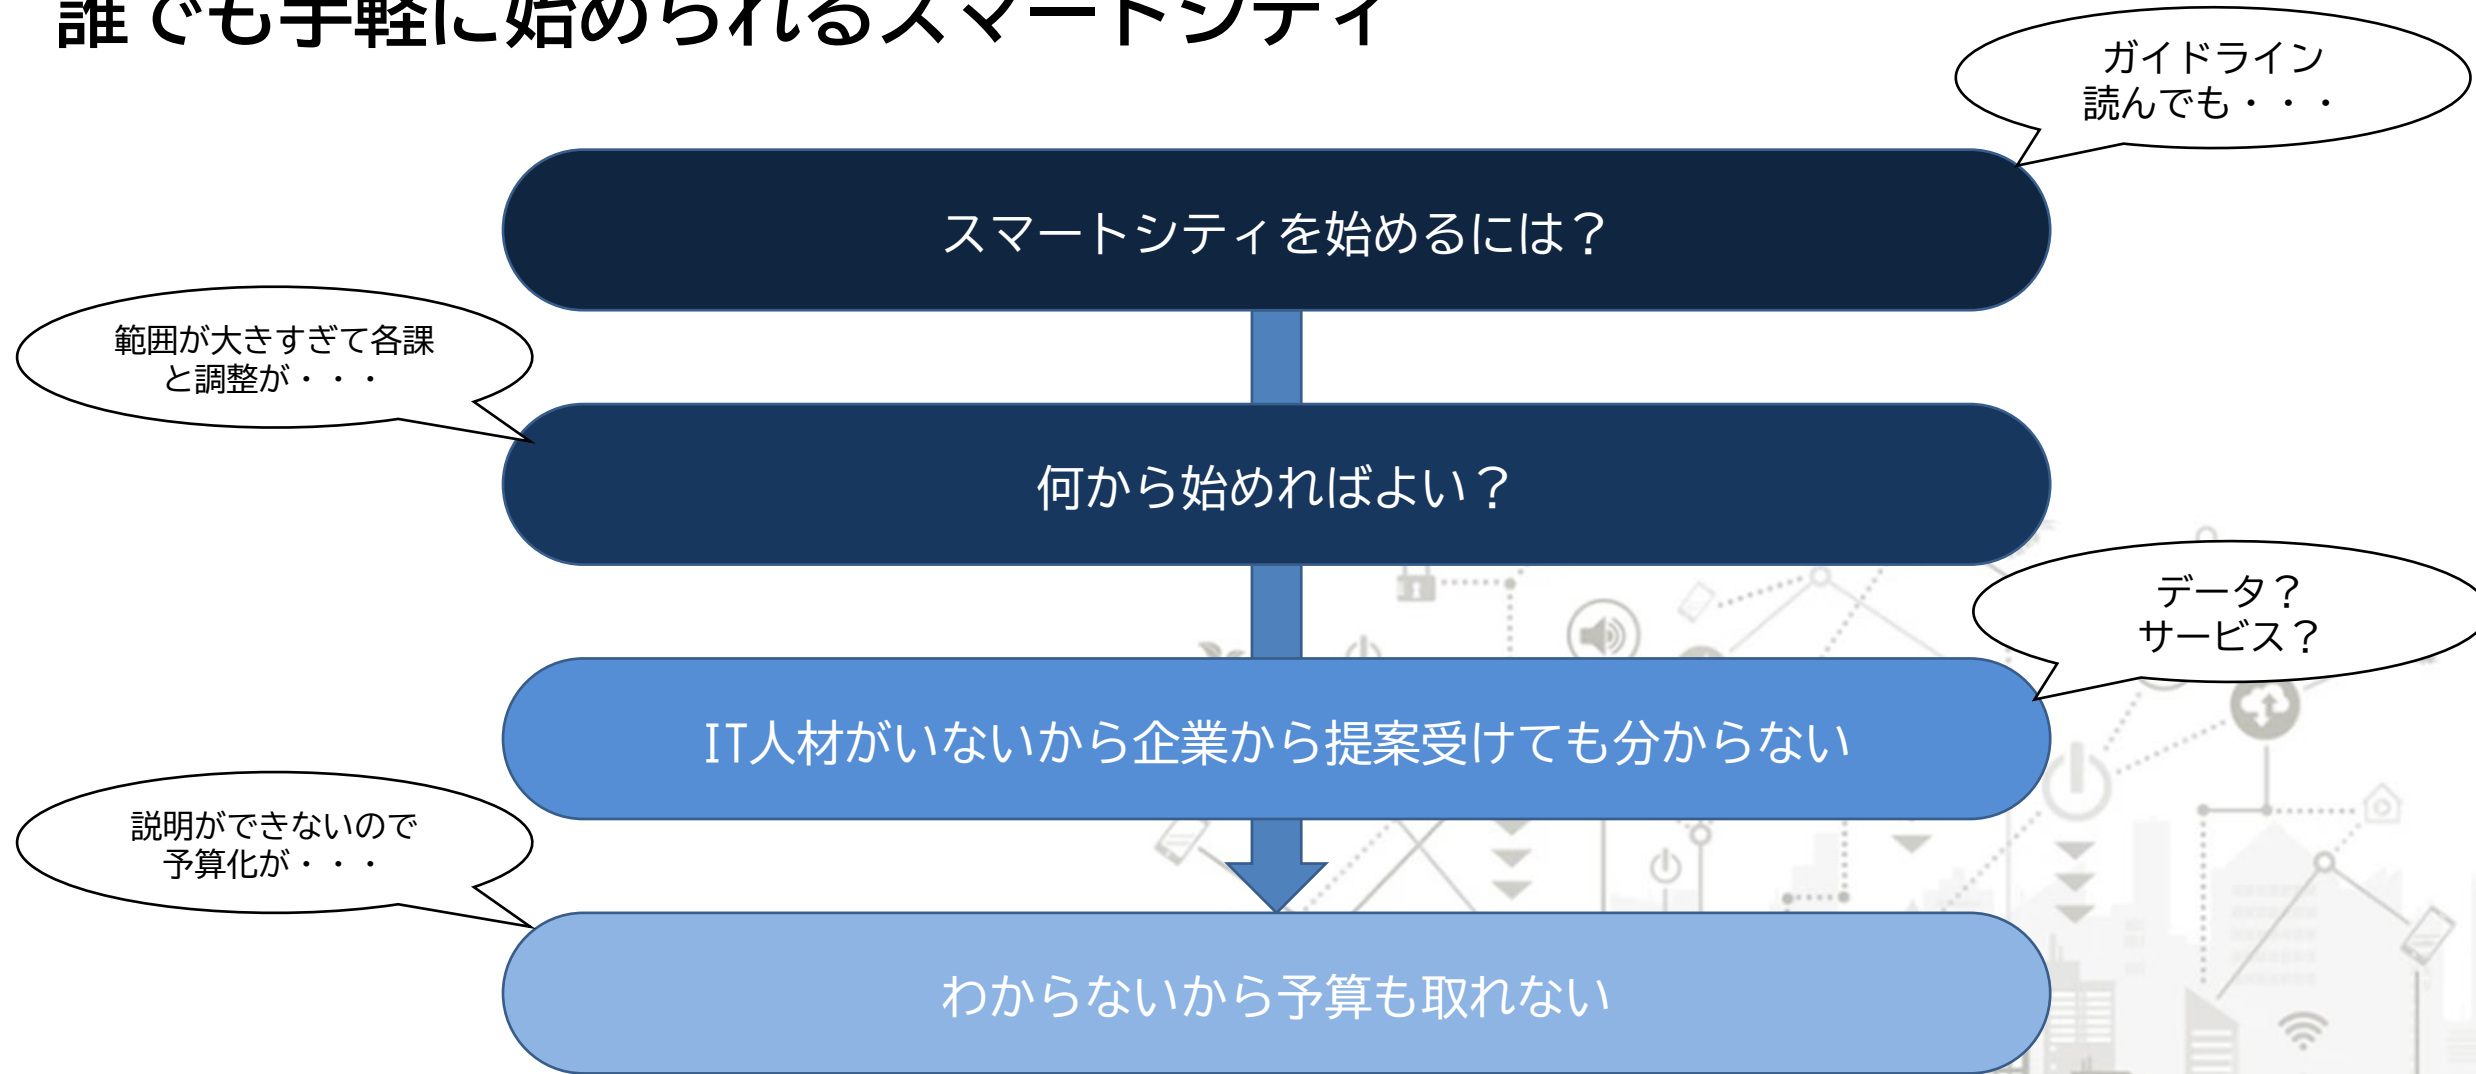 誰でも手軽に始められるスマートシティ
ガイドライン
読んでも・・・
スマートシティを始めるには？
範囲が大きすぎて各課
と調整が・・・
何から始めればよい？
データ？
サービス？
IT人材がいないから企業から提案受けても分からない
説明ができないので
予算化が・・・
わからないから予算も取れない